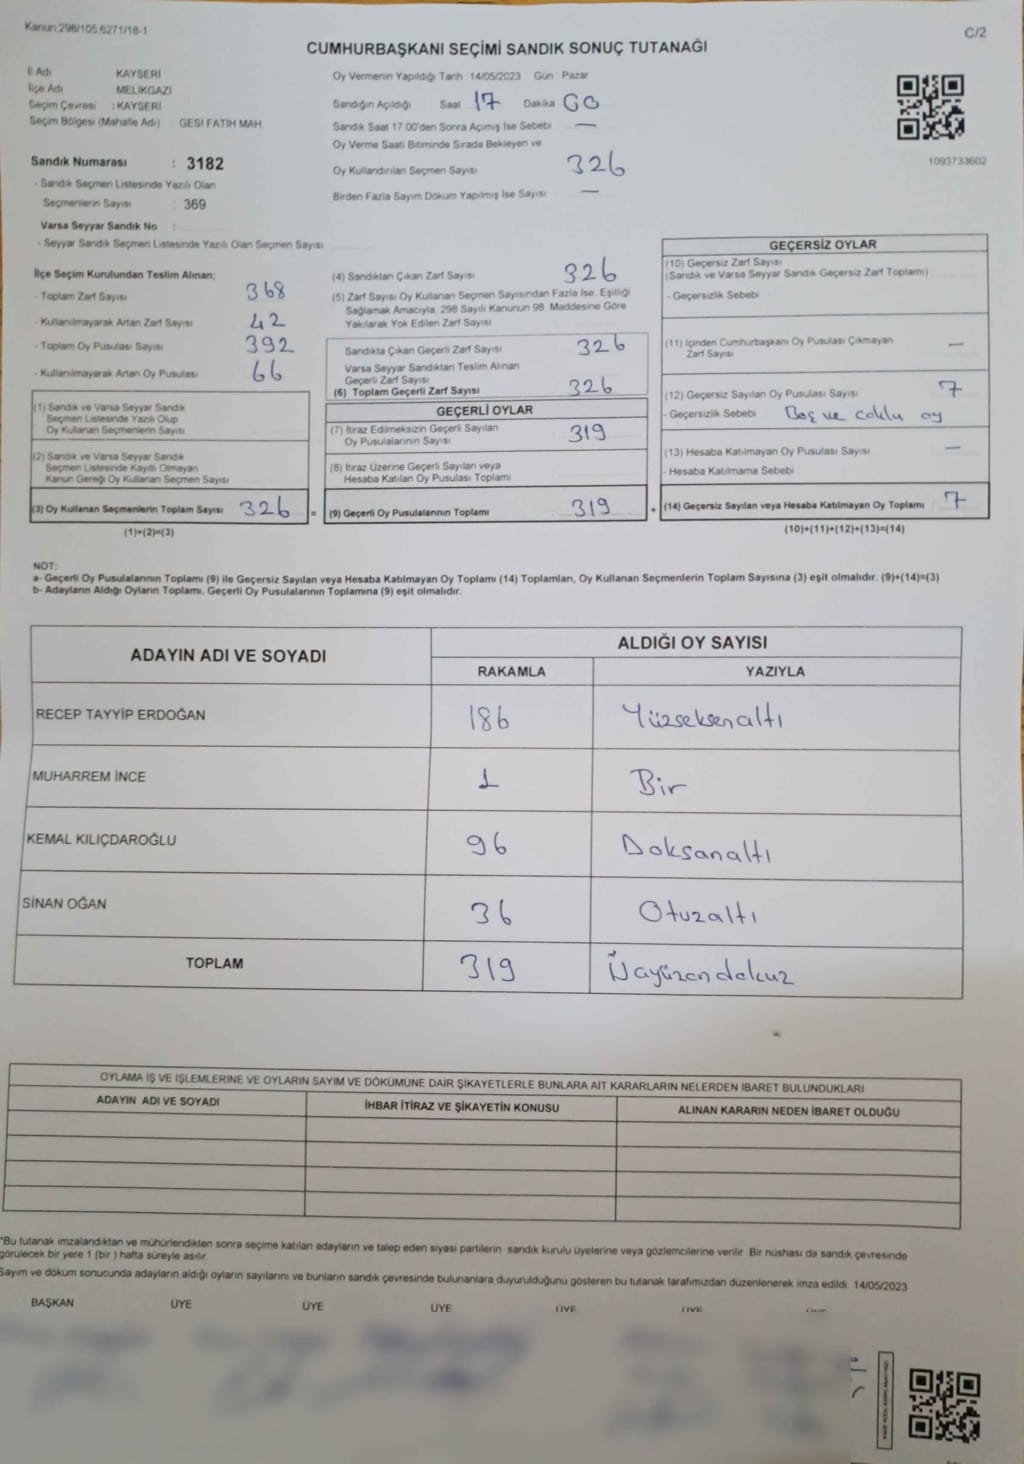 Kanun:298/105,6271/18-1
C/2
CUMHURBAŞKANI SEÇİMİ SANDIK SONUÇ TUTANAĞI
İl Adı KAYSERİ
İlçe Adı MELİKGAZİ
Seçim Çevresi : KAYSERİ
Seçim Bölgesi (Mahalle Adı) GESİ FATİH MAH.
Sandık Numarası : 3182
- Sandık Seçmen Listesinde Yazılı Olan
Seçmenlerin Sayısı : 369
Varsa Seyyar Sandık No :
- Seyyar Sandık Seçmen Listesinde Yazılı Olan Seçmen Sayısı:
Oy Vermenin Yapıldığı Tarih 14/05/2023 Gün Pazar
Sandığın Açıldığı Saat 17 Dakika 00
Sandık Saat 17:00'den Sonra Açılmış İse Sebebi —
Oy Verme Saati Bitiminde Sırada Bekleyen ve
Oy Kullandırılan Seçmen Sayısı 326
Birden Fazla Sayım Döküm Yapılmış İse Sayısı —
1093733602
İlçe Seçim Kurulundan Teslim Alınan;
- Toplam Zarf Sayısı 368
- Kullanılmayarak Artan Zarf Sayısı 42
- Toplam Oy Pusulası Sayısı 392
- Kullanılmayarak Artan Oy Pusulası 66
(1) Sandık ve Varsa Seyyar Sandık
Seçmen Listesinde Yazılı Olup
Oy Kullanan Seçmenlerin Sayısı
(2) Sandık ve Varsa Seyyar Sandık
Seçmen Listesinde Kayıtlı Olmayan
Kanun Gereği Oy Kullanan Seçmen Sayısı
(3) Oy Kullanan Seçmenlerin Toplam Sayısı 326 =
(1)+(2)=(3)
(4) Sandıktan Çıkan Zarf Sayısı 326
(5) Zarf Sayısı Oy Kullanan Seçmen Sayısından Fazla İse, Eşitliği
Sağlamak Amacıyla, 298 Sayılı Kanunun 98. Maddesine Göre
Yakılarak Yok Edilen Zarf Sayısı
Sandıkta Çıkan Geçerli Zarf Sayısı 326
Varsa Seyyar Sandıktan Teslim Alınan
Geçerli Zarf Sayısı
(6) Toplam Geçerli Zarf Sayısı 326
GEÇERLİ OYLAR
(7) İtiraz Edilmeksizin Geçerli Sayılan
Oy Pusulalarının Sayısı 319
(8) İtiraz Üzerine Geçerli Sayılan veya
Hesaba Katılan Oy Pusulası Toplamı
(9) Geçerli Oy Pusulalarının Toplamı 319 +
GEÇERSİZ OYLAR
(10) Geçersiz Zarf Sayısı
(Sandık ve Varsa Seyyar Sandık Geçersiz Zarf Toplamı)
- Geçersizlik Sebebi
(11) İçinden Cumhurbaşkanı Oy Pusulası Çıkmayan
Zarf Sayısı —
(12) Geçersiz Sayılan Oy Pusulası Sayısı 7
- Geçersizlik Sebebi Boş ve çoklu oy
(13) Hesaba Katılmayan Oy Pusulası Sayısı —
- Hesaba Katılmama Sebebi
(14) Geçersiz Sayılan veya Hesaba Katılmayan Oy Toplamı 7
(10)+(11)+(12)+(13)=(14)
NOT:
a- Geçerli Oy Pusulalarının Toplamı (9) ile Geçersiz Sayılan veya Hesaba Katılmayan Oy Toplamı (14) Toplamları, Oy Kullanan Seçmenlerin Toplam Sayısına (3) eşit olmalıdır. (9)+(14)=(3)
b- Adayların Aldığı Oyların Toplamı, Geçerli Oy Pusulalarının Toplamına (9) eşit olmalıdır.
ADAYIN ADI VE SOYADI ALDIĞI OY SAYISI
RAKAMLA YAZIYLA
RECEP TAYYİP ERDOĞAN 186 Yüzseksenaltı
MUHARREM İNCE 1 Bir
KEMAL KILIÇDAROĞLU 96 Doksanaltı
SİNAN OĞAN 36 Otuzaltı
TOPLAM 319 Üçyüzondokuz
OYLAMA İŞ VE İŞLEMLERİNE VE OYLARIN SAYIM VE DÖKÜMÜNE DAİR ŞİKAYETLERLE BUNLARA AİT KARARLARIN NELERDEN İBARET BULUNDUKLARI
ADAYIN ADI VE SOYADI İHBAR İTİRAZ VE ŞİKAYETİN KONUSU ALINAN KARARIN NEDEN İBARET OLDUĞU
*Bu tutanak imzalandıktan ve mühürlendikten sonra seçime katılan adayların ve talep eden siyasi partilerin sandık kurulu üyelerine veya gözlemcilerine verilir. Bir nüshası da sandık çevresinde
görülecek bir yere 1 (bir) hafta süreyle asılır.
Sayım ve döküm sonucunda adayların aldığı oyların sayılarını ve bunların sandık çevresinde bulunanlara duyurulduğunu gösteren bu tutanak tarafımızdan düzenlenerek imza edildi. 14/05/2023
BAŞKAN ÜYE ÜYE ÜYE ÜYE ÜYE ÜYE